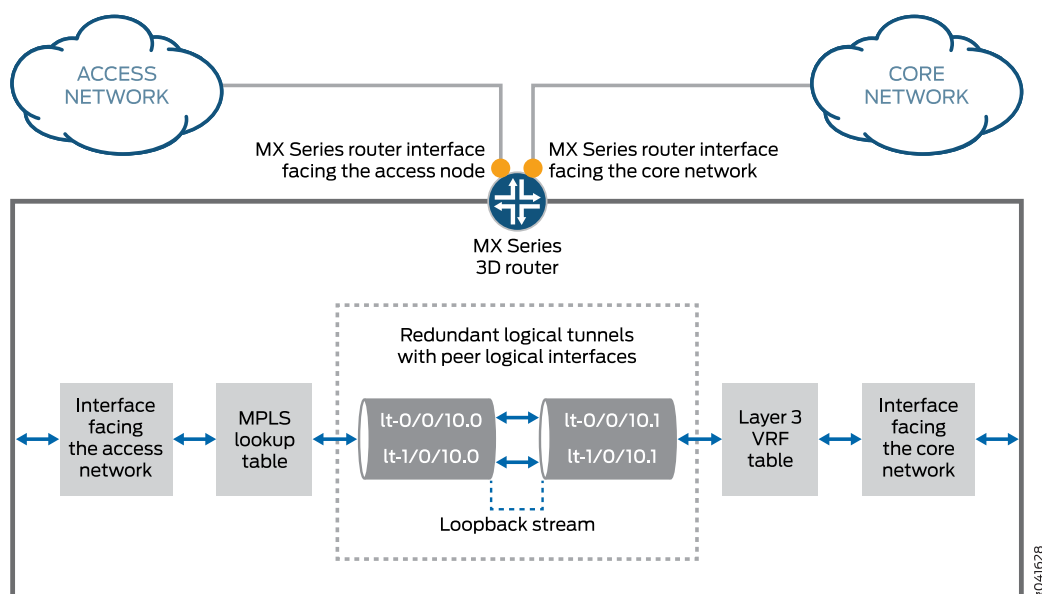 ACCESS
NETWORK
CORE
NETWORK
MX Series router interface
facing the access node
MX Series router interface
facing the core network
MX Series
3D router
Redundant logical tunnels
with peer logical interfaces
Interface
facing
the access
network
MPLS
lookup
table
lt-0/0/10.0
lt-1/0/10.0
lt-0/0/10.1
lt-1/0/10.1
Layer 3
VRF
table
Interface
facing
the core
network
Loopback stream
g041628